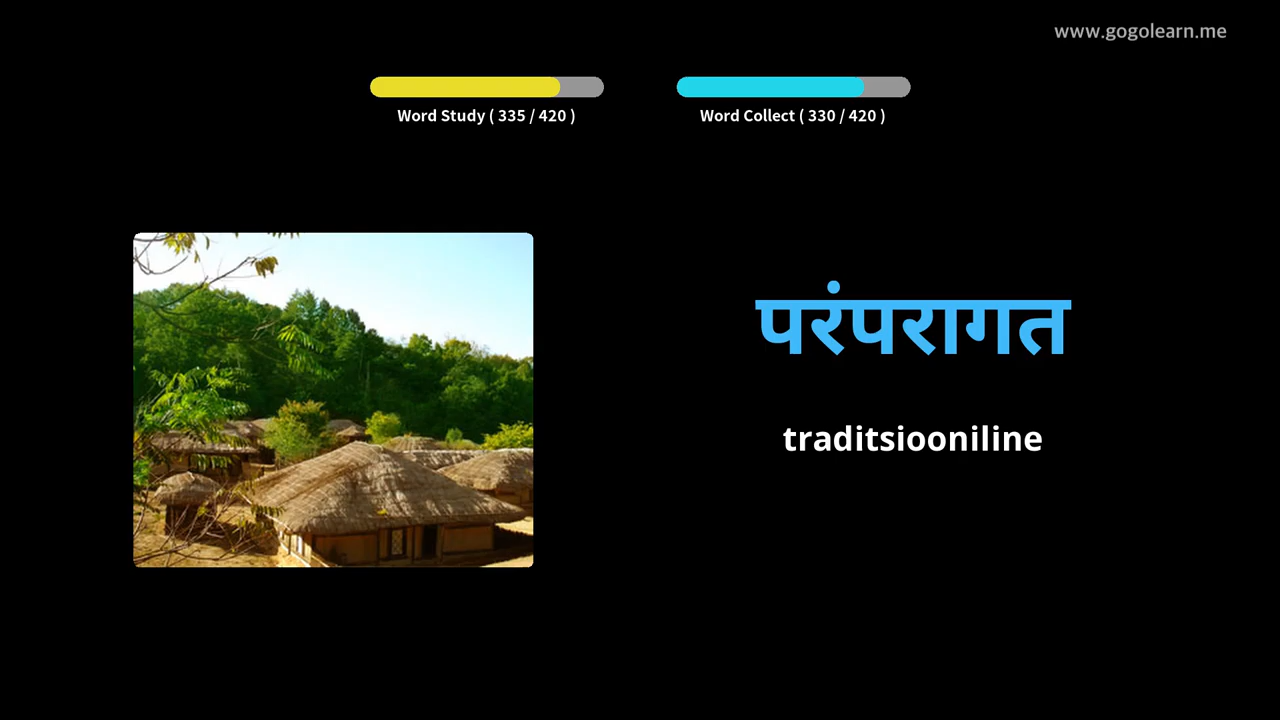 www.gogolearn.me
Word Study ( 335 / 420 )
Word Collect ( 330 / 420 )
परंपरागत
traditsiooniline